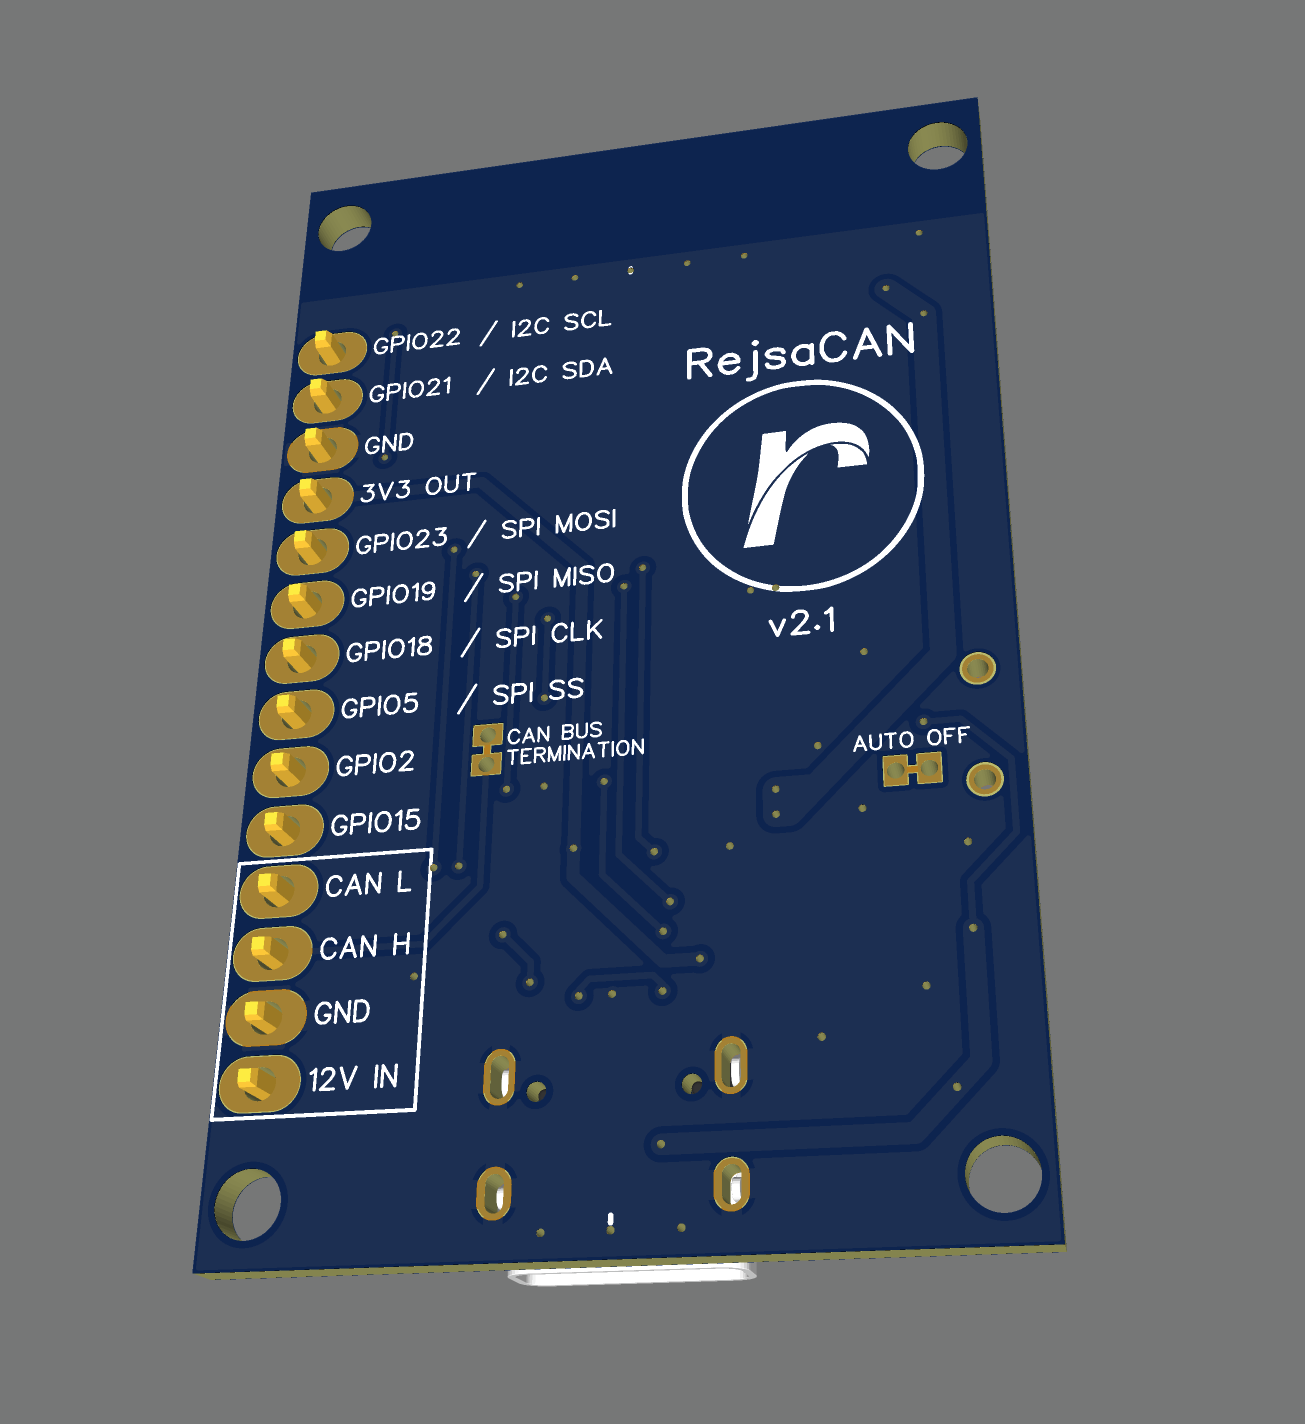 GPIO22 / I2C SCL
GPIO21 / I2C SDA
GND
3V3 OUT
GPIO23 / SPI MOSI
GPIO19 / SPI MISO
GPIO18 / SPI CLK
GPIO5 / SPI SS
GPIO2
GPIO15
CAN L
CAN H
GND
12V IN
CAN BUS
TERMINATION
RejsaCAN
r
v2.1
AUTO OFF